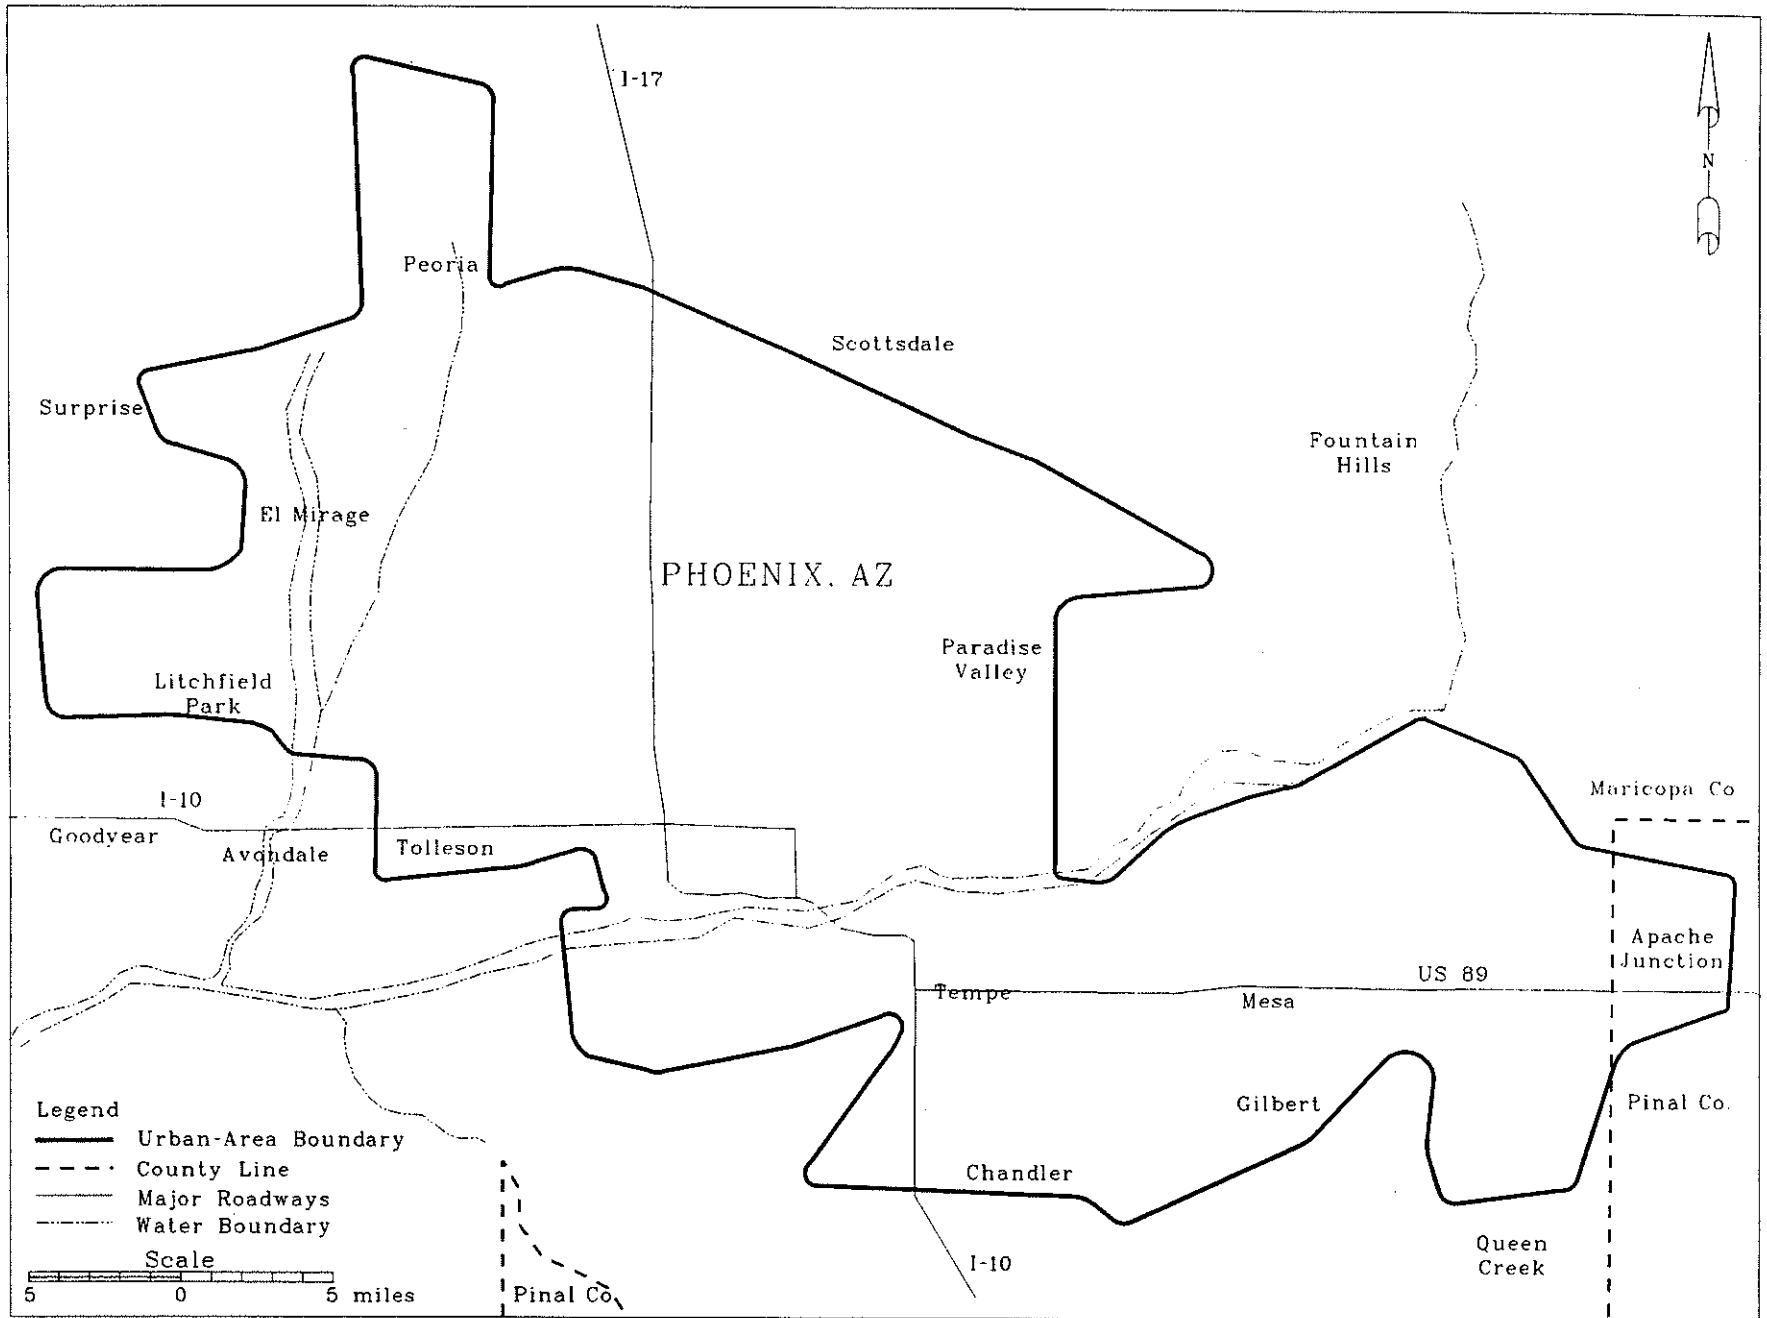 I-17
N
Peoria
Scottsdale
Surprise
Fountain
Hills
El Mirage
PHOENIX, AZ
Paradise
Valley
Litchfield
Park
Maricopa Co
I-10
Goodyear
Avondale
Tolleson
Apache
Junction
US 89
Tempe
Mesa
Gilbert
Pinal Co.
Legend
Urban-Area Boundary
County Line
Major Roadways
Water Boundary
Chandler
Queen
Creek
Scale
5 0 5 miles
Pinal Co.
I-10